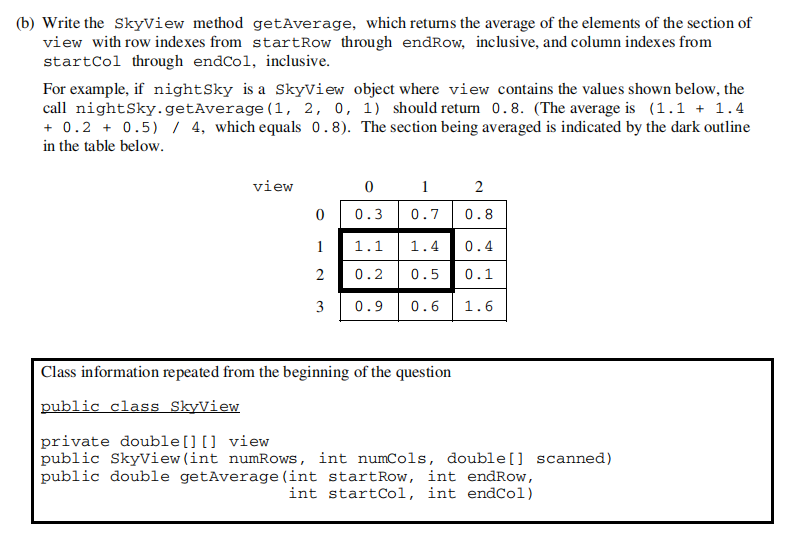 (b) Write the SkyView method getAverage, which returns the average of the elements of the section of
view with row indexes from startRow through endRow, inclusive, and column indexes from
startCol through endCol, inclusive.
For example, if nightSky is a SkyView object where view contains the values shown below, the
call nightSky.getAverage(1, 2, 0, 1) should return 0.8. (The average is (1.1 + 1.4
+ 0.2 + 0.5) / 4, which equals 0.8). The section being averaged is indicated by the dark outline
in the table below.
view 0 1 2
0 0.3 0.7 0.8
1 1.1 1.4 0.4
2 0.2 0.5 0.1
3 0.9 0.6 1.6
Class information repeated from the beginning of the question
public class SkyView
private double[][] view
public SkyView(int numRows, int numCols, double[] scanned)
public double getAverage(int startRow, int endRow,
int startCol, int endCol)